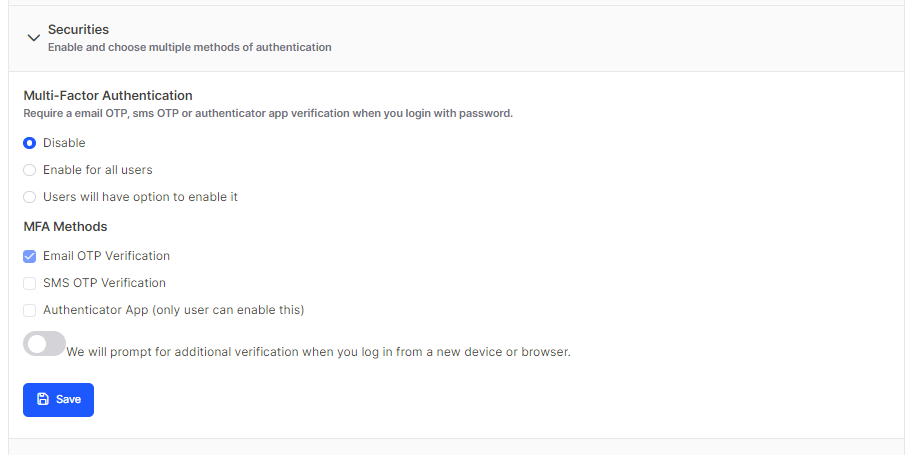 Securities
Enable and choose multiple methods of authentication
Multi-Factor Authentication
Require a email OTP, sms OTP or authenticator app verification when you login with password.
Disable
Enable for all users
Users will have option to enable it
MFA Methods
Email OTP Verification
SMS OTP Verification
Authenticator App (only user can enable this)
We will prompt for additional verification when you log in from a new device or browser.
Save